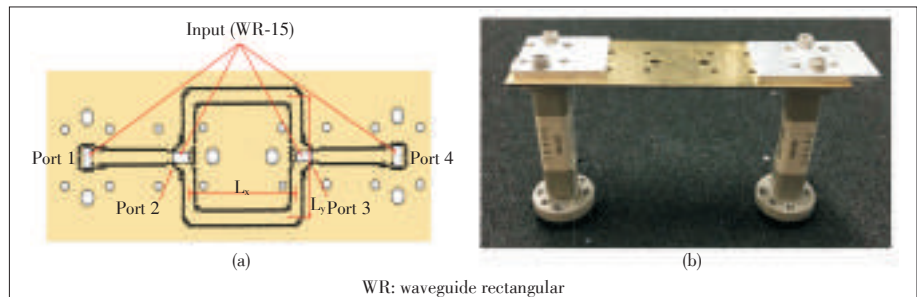 Input (WR-15)
Port 1
Port 4
Lx
Port 2
Ly
Port 3
(a)
(b)
WR: waveguide rectangular